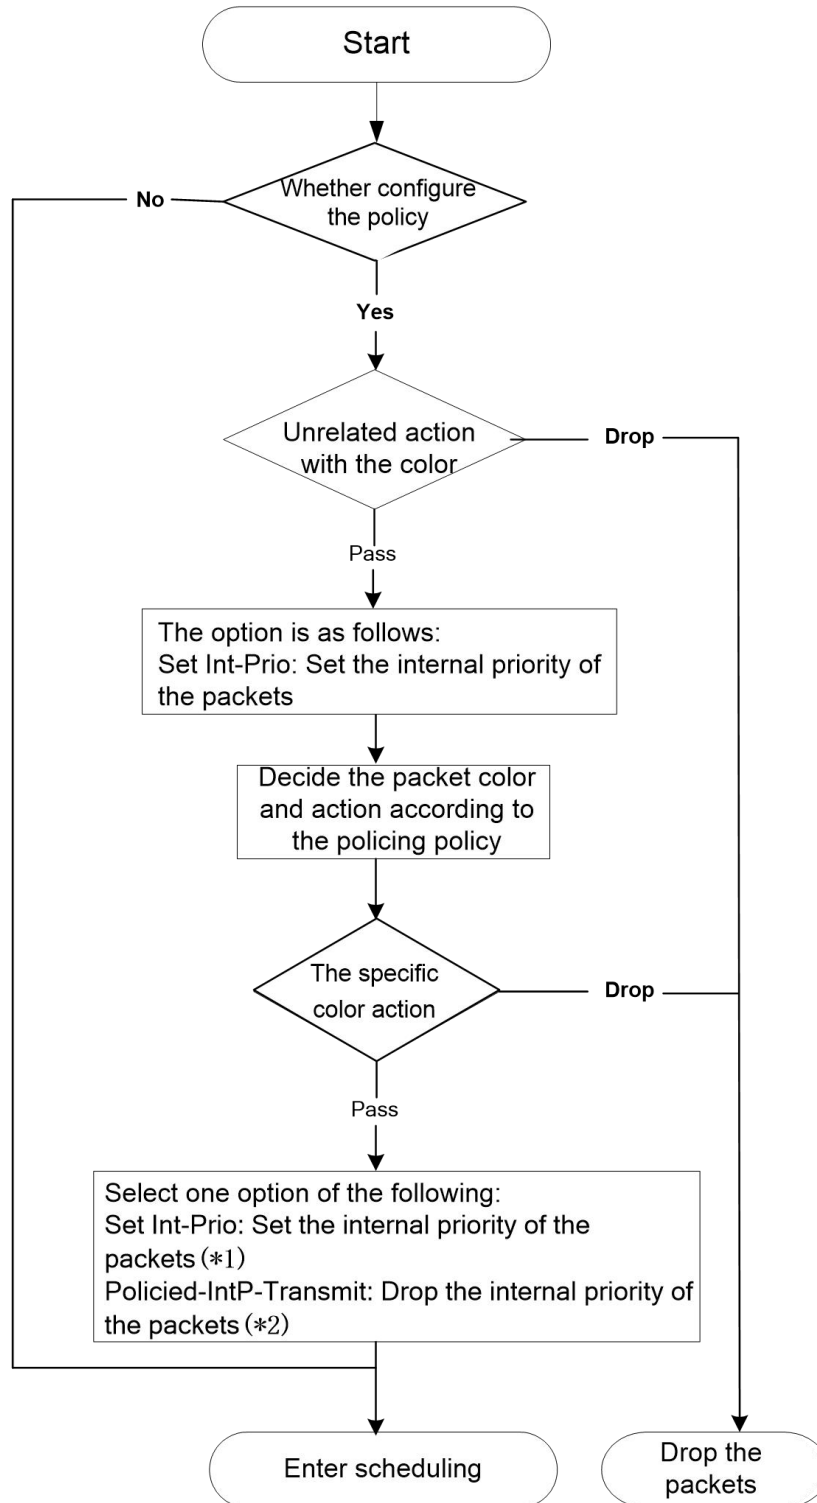 Start
Whether configure
the policy
No
Yes
Unrelated action
with the color
Drop
Pass
The option is as follows:
Set Int-Prio: Set the internal priority of
the packets
Decide the packet color
and action according to
the policing policy
The specific
color action
Drop
Pass
Select one option of the following:
Set Int-Prio: Set the internal priority of the
packets(*1)
Policied-IntP-Transmit: Drop the internal priority of
the packets(*2)
Enter scheduling
Drop the
packets